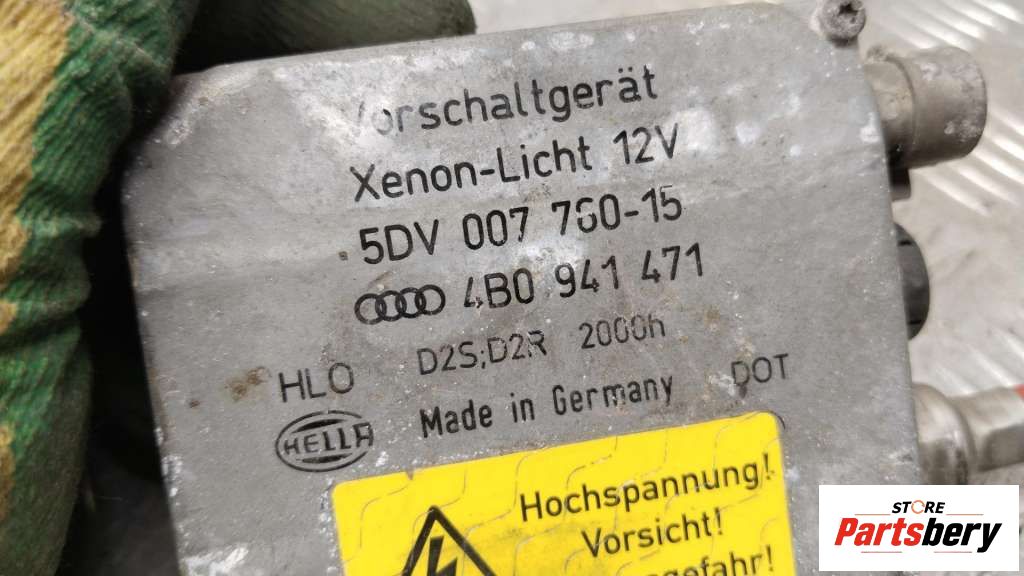 Vorschaltgerät
Xenon-Licht 12V
5DV 007 760-15
4B0 941 471
D2S;D2R 2000h
HLO
DOT
Made in Germany
HELLA
Hochspannung!
Vorsicht!
STORE
Partsbery